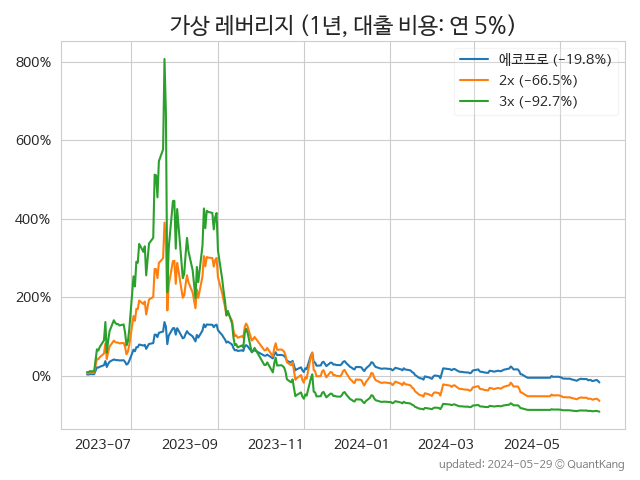 가상 레버리지 (1년, 대출 비용: 연 5%)
800%
600%
400%
200%
0%
에코프로 (−19.8%)
2x (−66.5%)
3x (−92.7%)
2023−07 2023−09 2023−11 2024−01 2024−03 2024−05
updated: 2024−05−29 © QuantKang